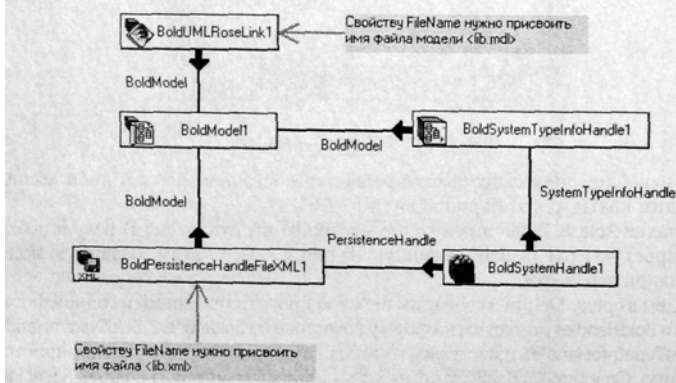 Свойству FileName нужно присвоить
имя файла модели <lib.mdl>
BoldUMLRoseLink1
BoldModel
BoldModel1
BoldModel
BoldSystemTypeInfoHandle1
BoldModel
SystemTypeInfoHandle
PersistenceHandle
XML
BoldPersistenceHandleFileXML1
BoldSystemHandle1
Свойству FileName нужно присвоить
имя файла <lib.xml>